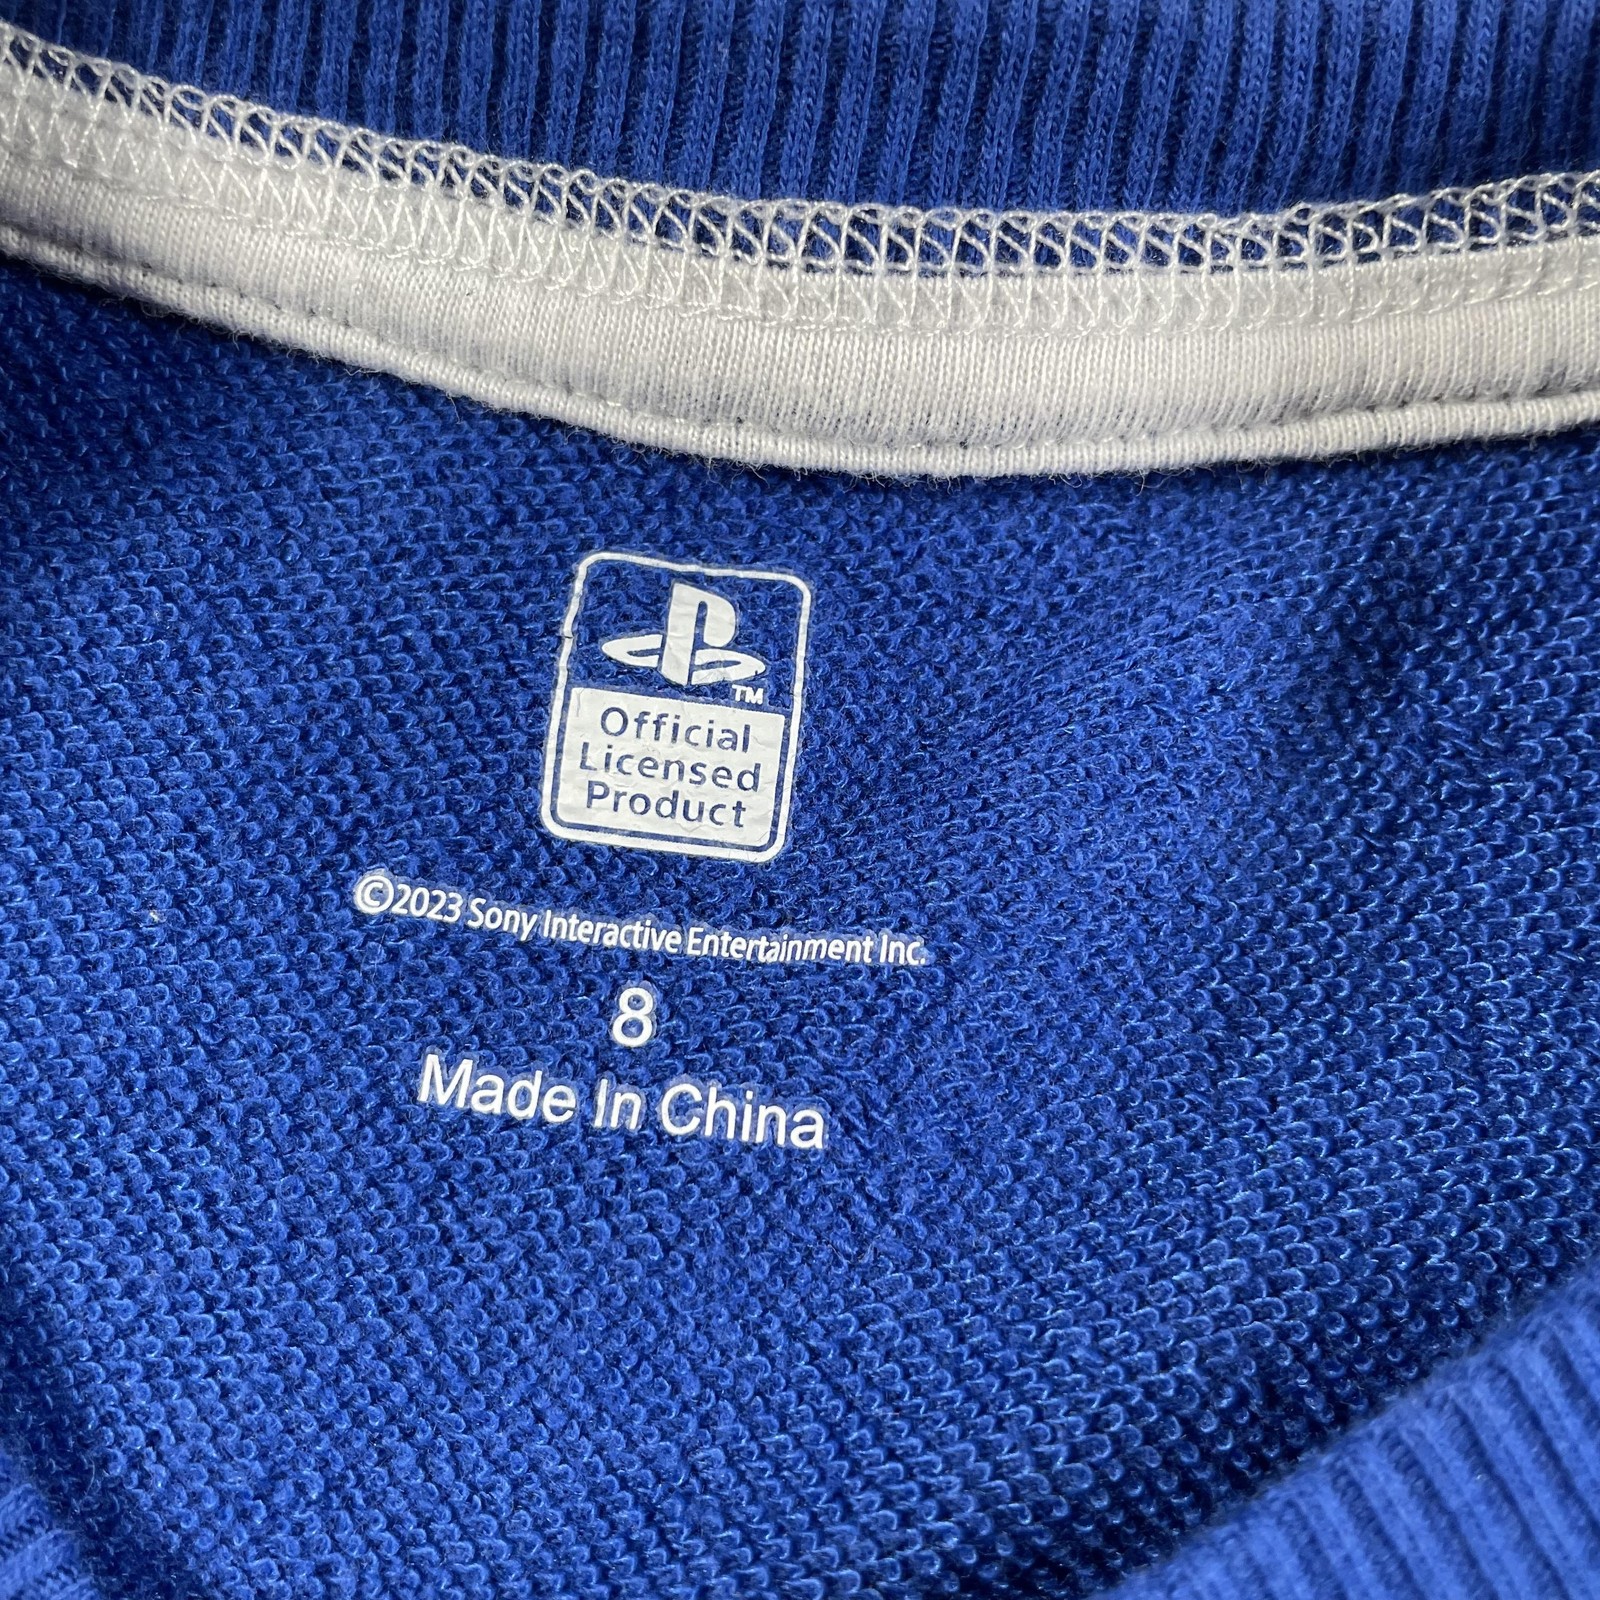 TM
Official
Licensed
Product
©2023 Sony Interactive Entertainment Inc.
8
Made In China